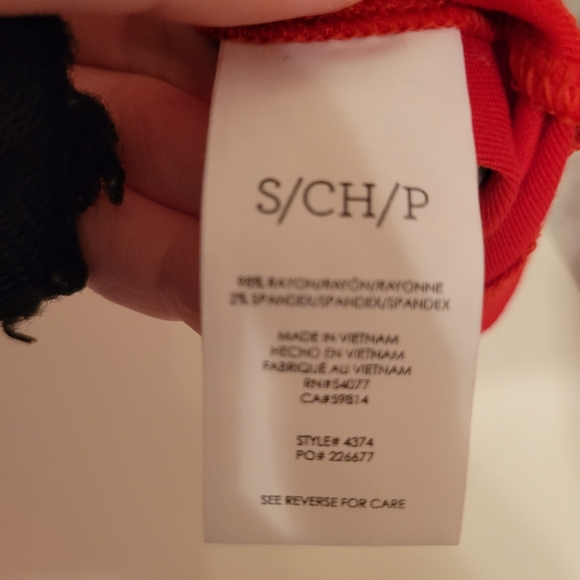 S/CH/P
98% RAYON/RAYÓN/RAYONNE
2% SPANDEX/SPANDEX/SPANDEX
MADE IN VIETNAM
HECHO EN VIETNAM
FABRIQUÉ AU VIETNAM
RN#54077
CA#59814
STYLE# 4374
PO# 226677
SEE REVERSE FOR CARE